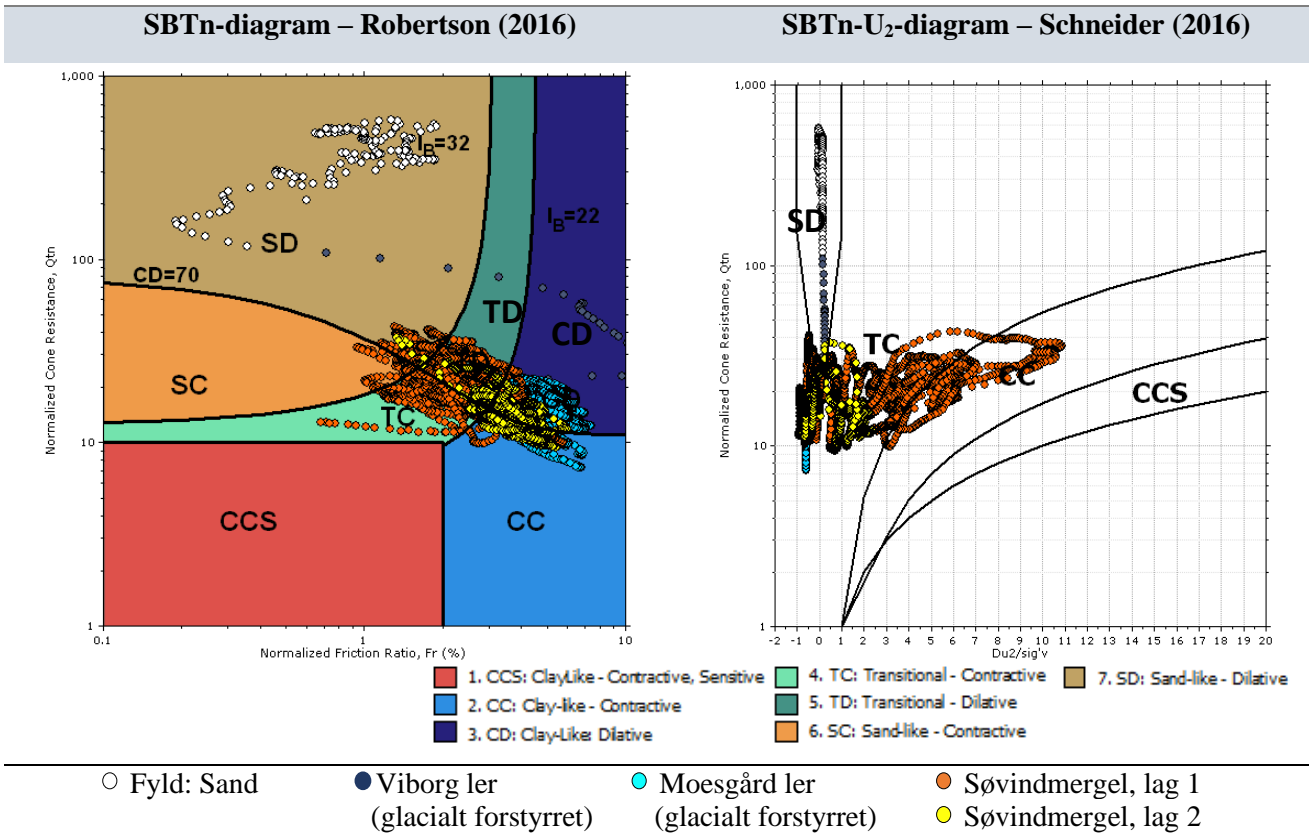 SBTn-diagram – Robertson (2016)
SBTn-U₂-diagram – Schneider (2016)
1,000
100
10
1
Normalized Cone Resistance, Qtn
I_B=32
I_B=22
SD
CD=70
TD
CD
SC
TC
CCS
CC
0.1
1
10
Normalized Friction Ratio, Fr (%)
1,000
100
10
1
Normalized Cone Resistance, Qtn
SD
TC
CC
CCS
-2 -1 0 1 2 3 4 5 6 7 8 9 10 11 12 13 14 15 16 17 18 19 20
Du2/sig'v
1. CCS: ClayLike - Contractive, Sensitive
2. CC: Clay-like - Contractive
3. CD: Clay-Like: Dilative
4. TC: Transitional - Contractive
5. TD: Transitional - Dilative
6. SC: Sand-like - Contractive
7. SD: Sand-like - Dilative
Fyld: Sand
Viborg ler
(glacialt forstyrret)
Moesgård ler
(glacialt forstyrret)
Søvindmergel, lag 1
Søvindmergel, lag 2